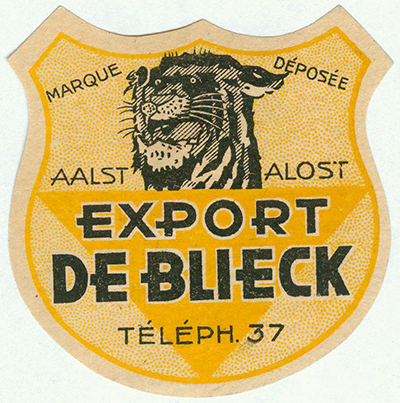 MARQUE DÉPOSÉE
AALST ALOST
EXPORT
DE BLIECK
TÉLÉPH. 37